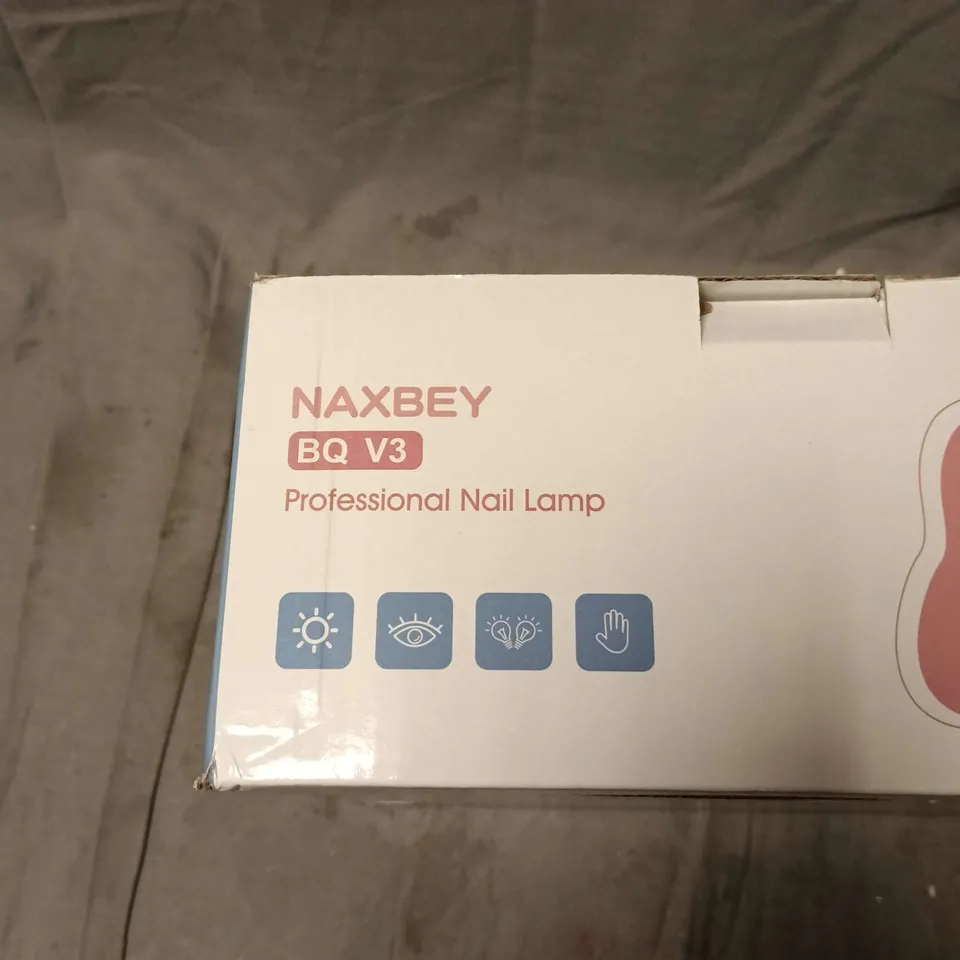 NAXBEY
BQ V3
Professional Nail Lamp